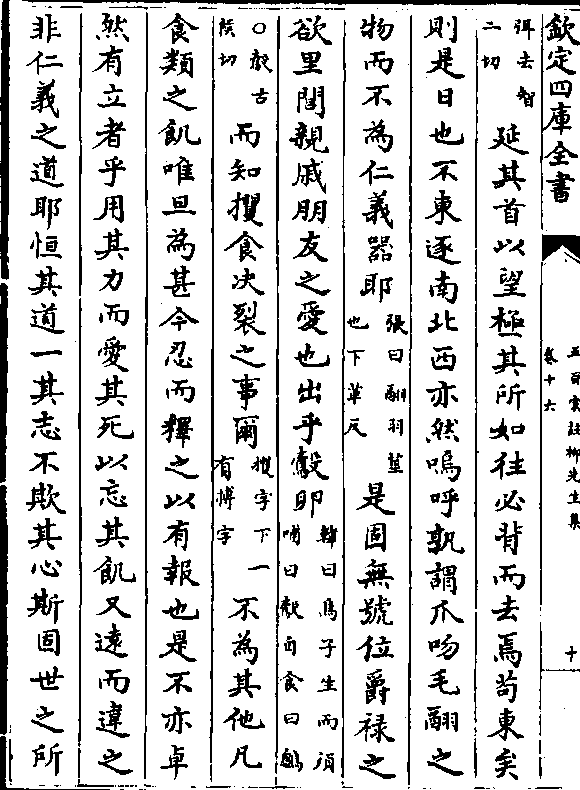 欽定四庫全書
五百家註柳先生集
卷十六
十
弭去智
二切
延其首以望極其所如往必背而去焉苟東矣
則是日也不東逐南北西亦然嗚呼孰謂爪吻毛翮之
物而不為仁義器耶
張曰翮羽莖
也下革反
是固無號位爵禄之
欲里閭親戚朋友之愛也出乎鷇卵
韓曰鳥子生而須
哺曰鷇自食曰鶵
○鷇古
候切
而知攫食決裂之事爾
攫字下一
有搏字
不為其他凡
食類之飢唯旦為甚今忍而釋之以有報也是不亦卓
然有立者乎用其力而愛其死以忘其飢又遠而違之
非仁義之道耶恒其道一其志不欺其心斯固世之所